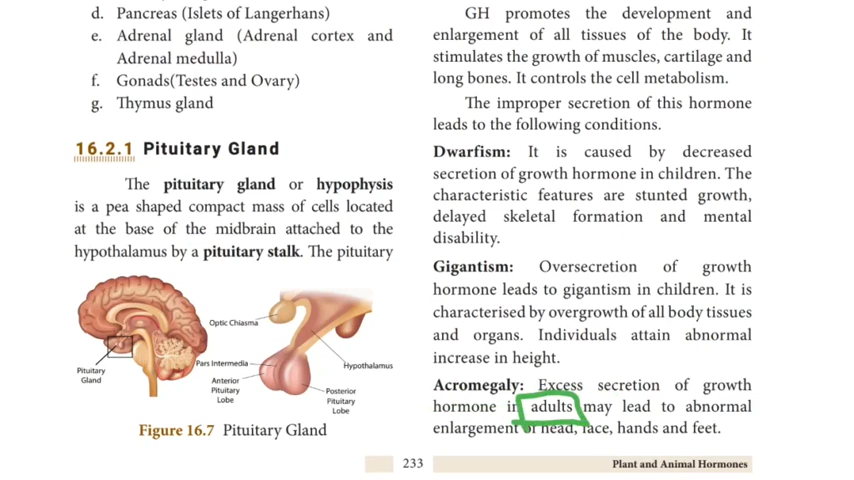 d. Pancreas (Islets of Langerhans)
e. Adrenal gland (Adrenal cortex and
Adrenal medulla)
f. Gonads(Testes and Ovary)
g. Thymus gland
16.2.1 Pituitary Gland
The pituitary gland or hypophysis
is a pea shaped compact mass of cells located
at the base of the midbrain attached to the
hypothalamus by a pituitary stalk. The pituitary
Optic Chiasma
Pars Intermedia
Hypothalamus
Pituitary
Gland
Anterior
Pituitary
Lobe
Posterior
Pituitary
Lobe
Figure 16.7 Pituitary Gland
GH promotes the development and
enlargement of all tissues of the body. It
stimulates the growth of muscles, cartilage and
long bones. It controls the cell metabolism.
The improper secretion of this hormone
leads to the following conditions.
Dwarfism: It is caused by decreased
secretion of growth hormone in children. The
characteristic features are stunted growth,
delayed skeletal formation and mental
disability.
Gigantism: Oversecretion of growth
hormone leads to gigantism in children. It is
characterised by overgrowth of all body tissues
and organs. Individuals attain abnormal
increase in height.
Acromegaly: Excess secretion of growth
hormone in adults may lead to abnormal
enlargement of head, face, hands and feet.
233
Plant and Animal Hormones